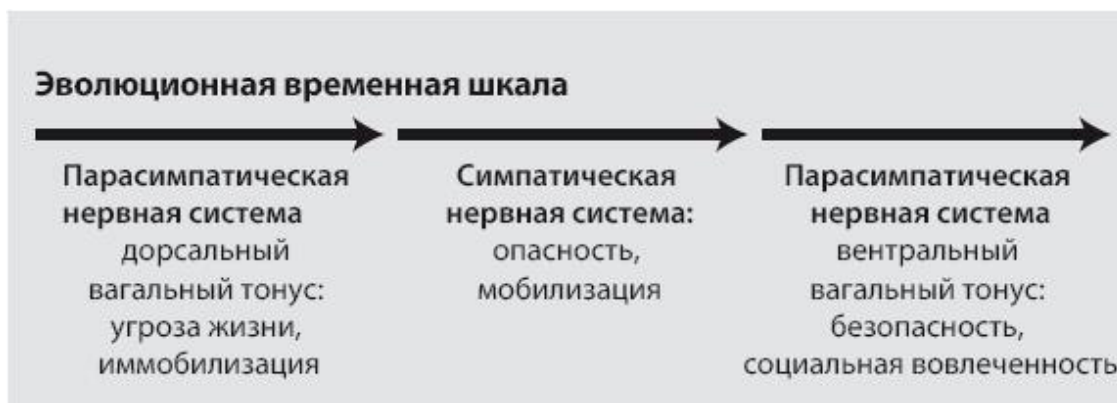 Эволюционная временная шкала
Парасимпатическая
нервная система
дорсальный
вагальный тонус:
угроза жизни,
иммобилизация
Симпатическая
нервная система:
опасность,
мобилизация
Парасимпатическая
нервная система
вентральный
вагальный тонус:
безопасность,
социальная вовлеченность